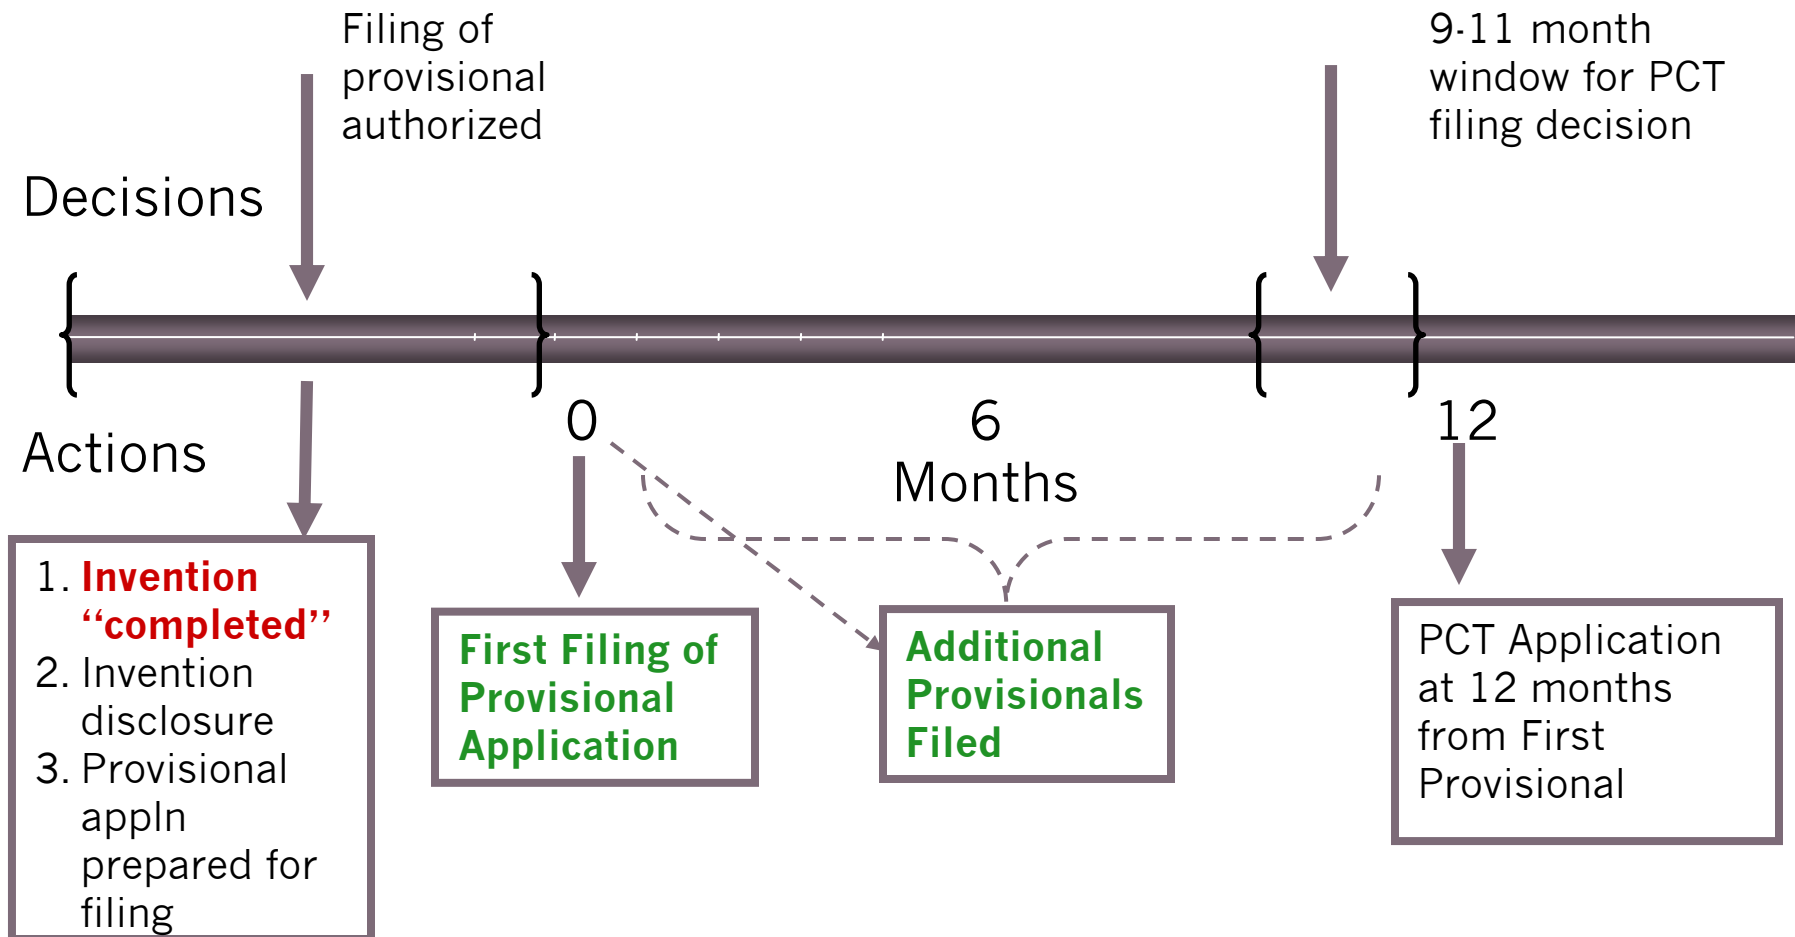 Filing of
provisional
authorized
9-11 month
window for PCT
filing decision
Decisions
Actions
0
6
12
Months
1. Invention
“completed”
2. Invention
disclosure
3. Provisional
appln
prepared for
filing
First Filing of
Provisional
Application
Additional
Provisionals
Filed
PCT Application
at 12 months
from First
Provisional